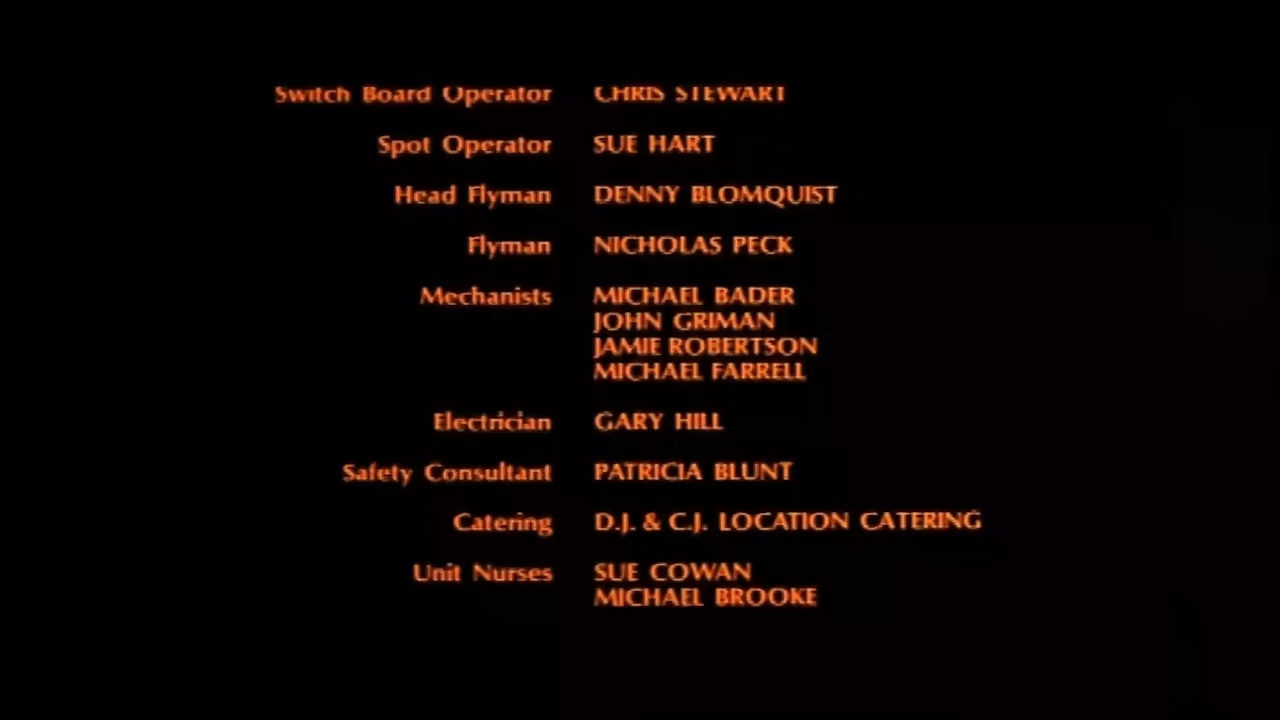 Switch Board Operator CHRIS STEWART
Spot Operator SUE HART
Head Flyman DENNY BLOMQUIST
Flyman NICHOLAS PECK
Mechanists MICHAEL BADER
JOHN GRIMAN
JAMIE ROBERTSON
MICHAEL FARRELL
Electrician GARY HILL
Safety Consultant PATRICIA BLUNT
Catering D.J. & C.J. LOCATION CATERING
Unit Nurses SUE COWAN
MICHAEL BROOKE